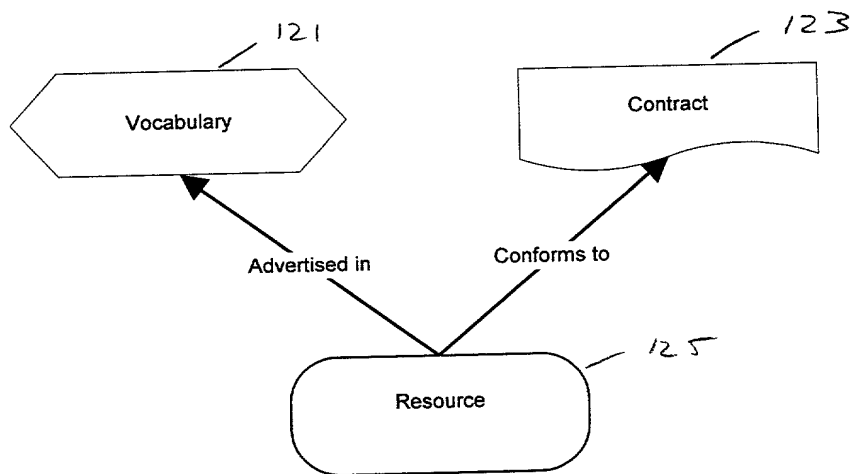 121
123
Vocabulary
Contract
Advertised in
Conforms to
125
Resource